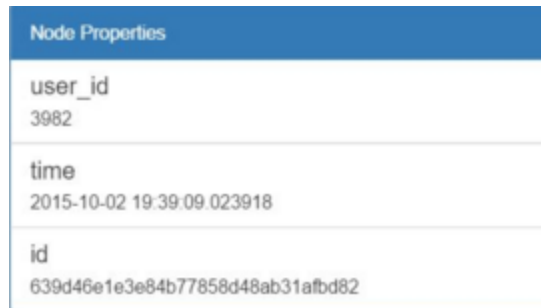 Node Properties
user_id
3982
time
2015-10-02 19:39:09.023918
id
639d46e1e3e84b77858d48ab31afbd82